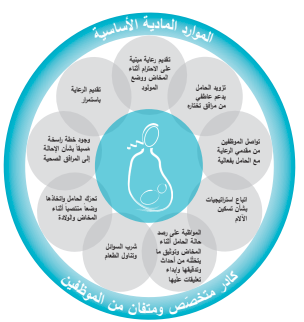 الموارد المادية الأساسية
تقديم رعاية مبنية
على الاحترام أثناء
المخاض ووضع
المولود
تزويد الحامل
بدعم عاطفي
من مرافق تختاره
تواصل الموظفين
من مقدمي الرعاية
مع الحامل بفعالية
اتباع استراتيجيات
بشأن تسكين
الآلام
المواظبة على رصد
حالة الحامل أثناء
المخاض وتوثيق ما
يتخلله من أحداث
وتدقيقها وإبداء
تعليقات عليها
شرب السوائل
وتناول الطعام
تحرك الحامل واتخاذها
وضعا منتصبا أثناء
المخاض والولادة
وجود خطة راسخة
مسبقا بشأن الإحالة
إلى المرافق الصحية
تقديم الرعاية
باستمرار
كادر متخصص ومتفان من الموظفين